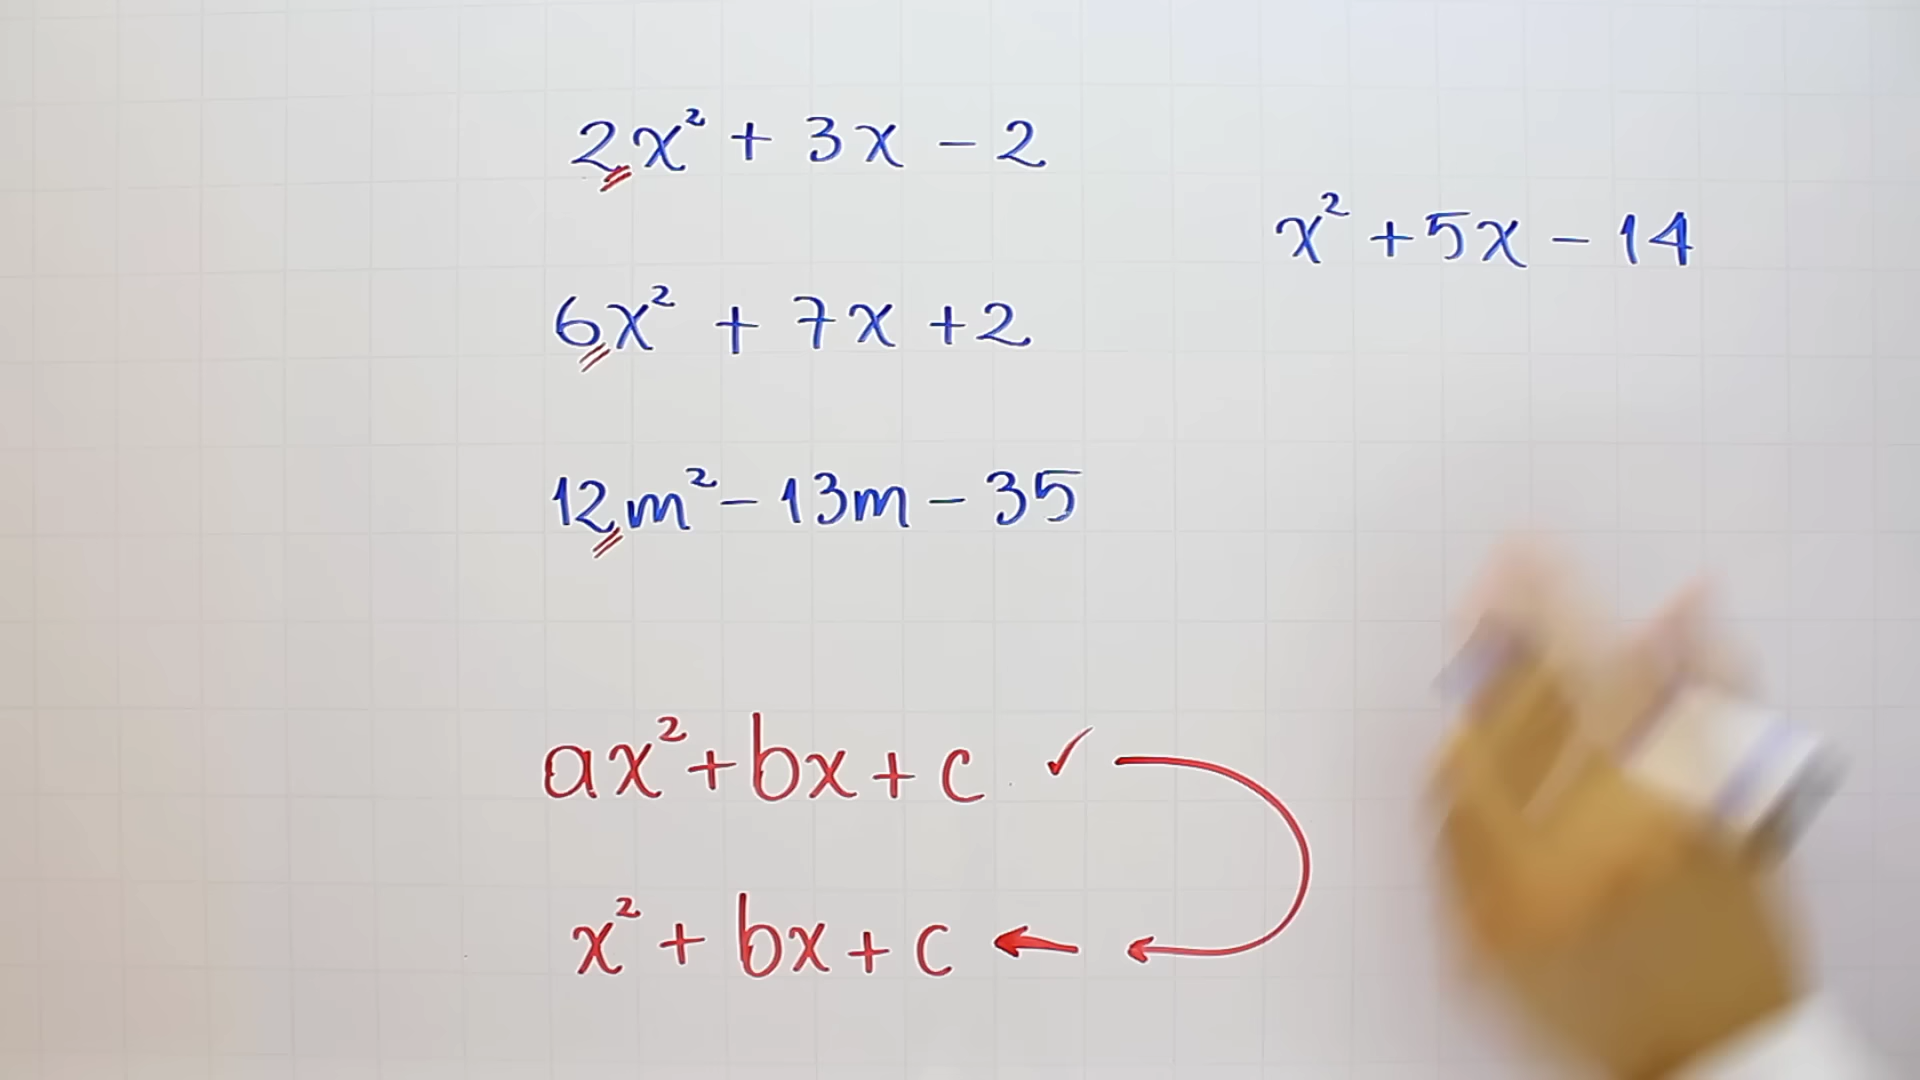 2x² + 3x - 2
x² + 5x - 14
6x² + 7x + 2
12m² - 13m - 35
ax² + bx + c ✓
x² + bx + c ←